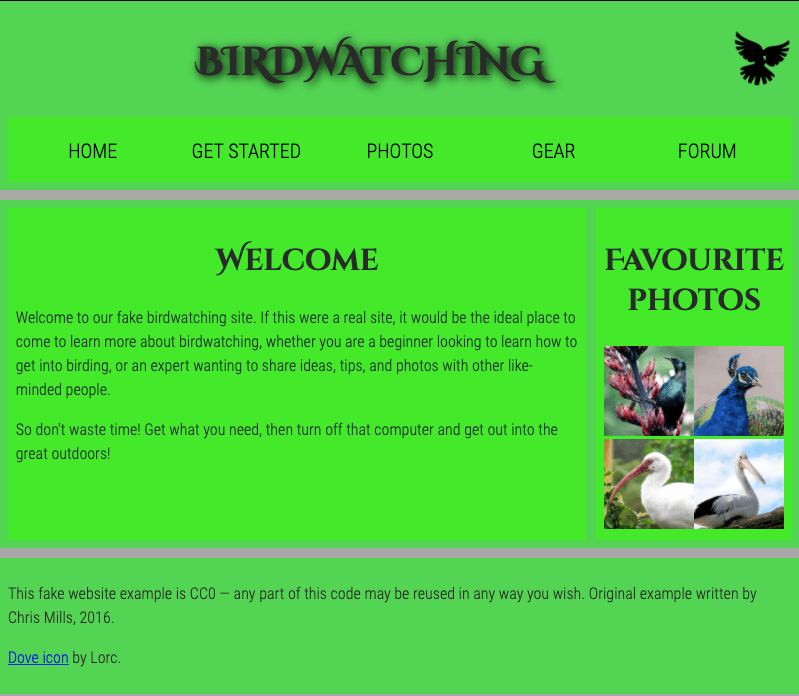 BIRDWATCHING
HOME GET STARTED PHOTOS GEAR FORUM
Welcome
Welcome to our fake birdwatching site. If this were a real site, it would be the ideal place to
come to learn more about birdwatching, whether you are a beginner looking to learn how to
get into birding, or an expert wanting to share ideas, tips, and photos with other like-
minded people.
So don't waste time! Get what you need, then turn off that computer and get out into the
great outdoors!
Favourite
photos
This fake website example is CC0 — any part of this code may be reused in any way you wish. Original example written by
Chris Mills, 2016.
Dove icon by Lorc.